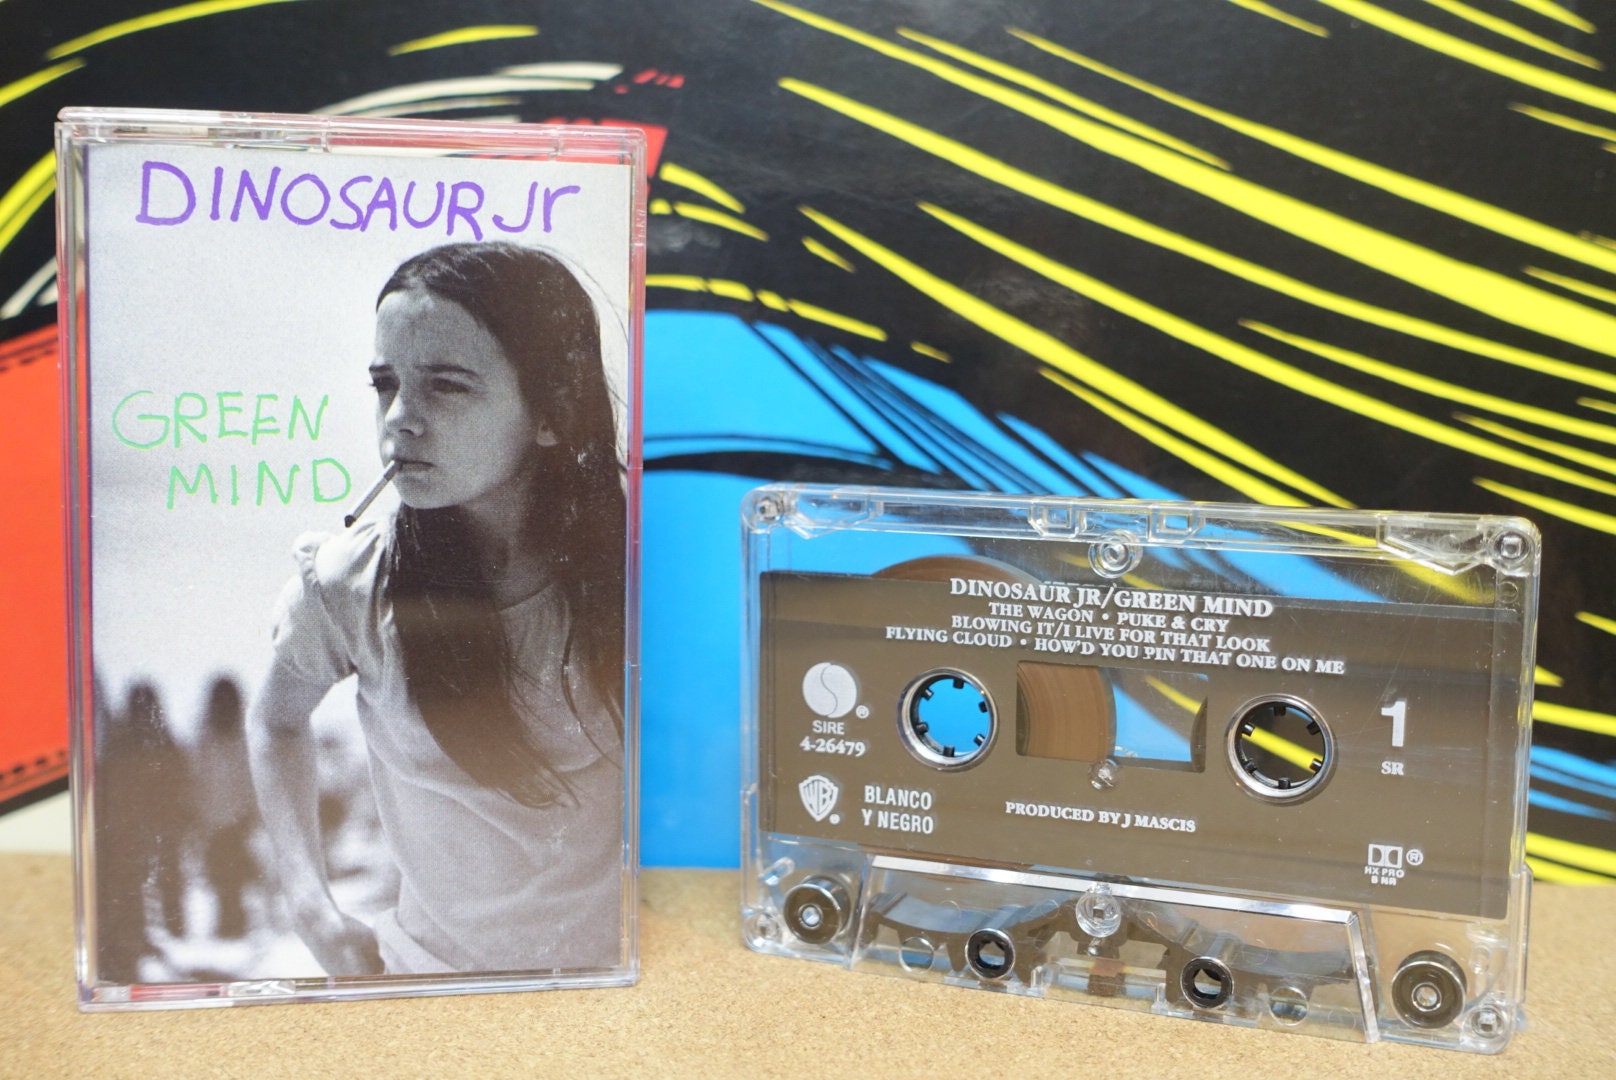 DINOSAUR Jr
GREEN
MIND
DINOSAUR JR/GREEN MIND
THE WAGON • PUKE & CRY
BLOWING IT/I LIVE FOR THAT LOOK
FLYING CLOUD • HOW'D YOU PIN THAT ONE ON ME
®
SIRE
4-26479
1
SR
WB ®
BLANCO
Y NEGRO
PRODUCED BY J MASCIS
®
HX PRO
B NR